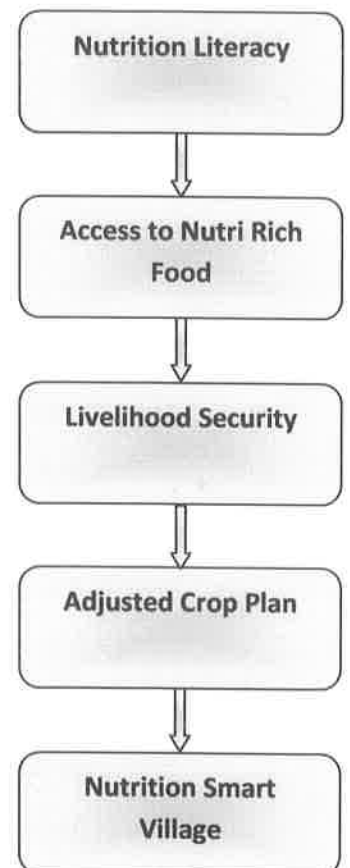 Nutrition Literacy
Access to Nutri Rich
Food
Livelihood Security
Adjusted Crop Plan
Nutrition Smart
Village